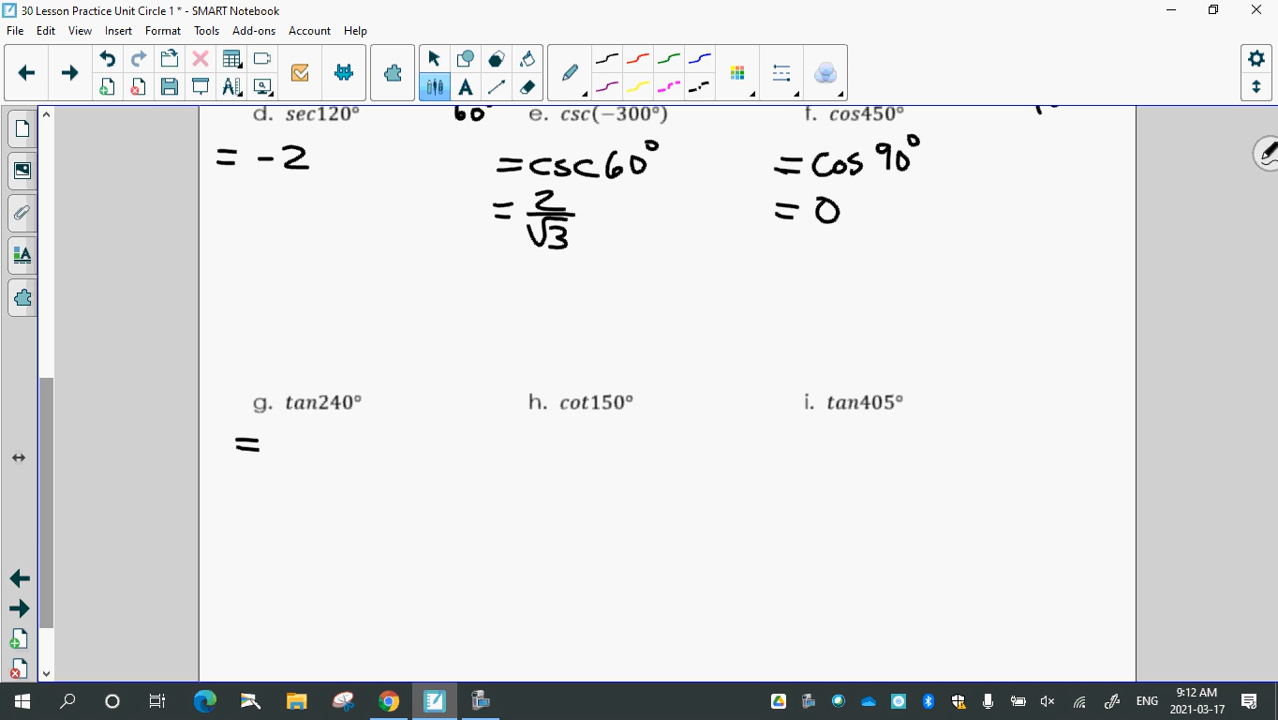 30 Lesson Practice Unit Circle 1 * - SMART Notebook
File Edit View Insert Format Tools Add-ons Account Help
d. sec120° 60° e. csc(−300°) f. cos450°
= -2 = csc60° = cos 90°
= 2/√3 = 0
g. tan240° h. cot150° i. tan405°
=
ENG
9:12 AM
2021-03-17